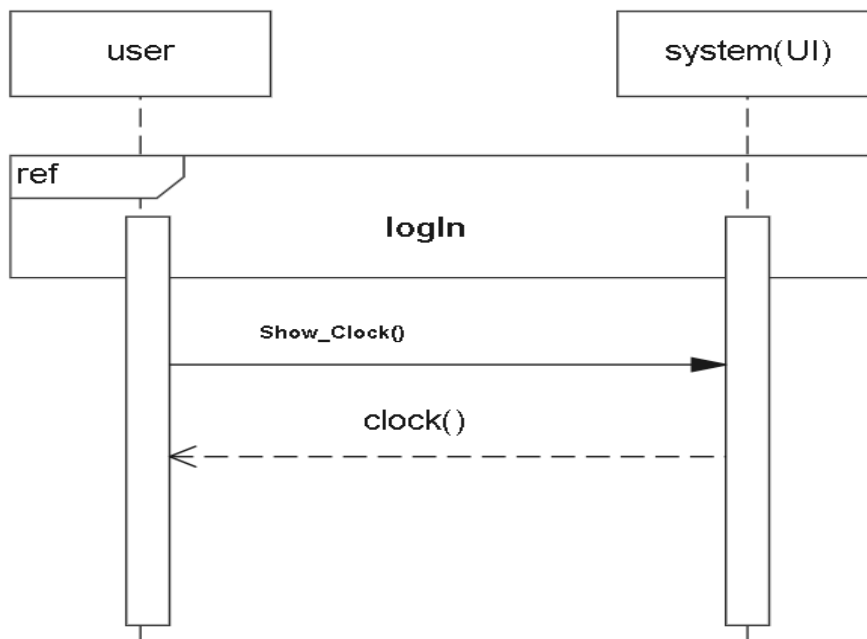 user
system(UI)
ref
logIn
Show_Clock()
clock()